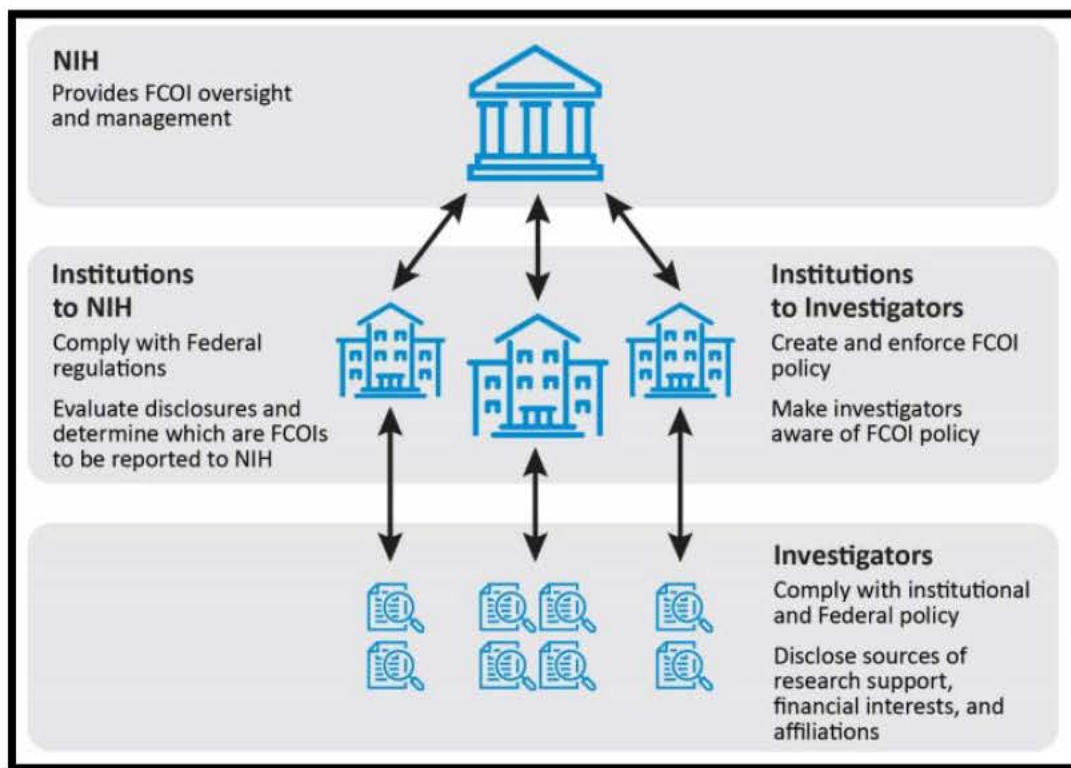 NIH
Provides FCOI oversight
and management
Institutions
to NIH
Comply with Federal
regulations
Evaluate disclosures and
determine which are FCOIs
to be reported to NIH
Institutions
to Investigators
Create and enforce FCOI
policy
Make investigators
aware of FCOI policy
Investigators
Comply with institutional
and Federal policy
Disclose sources of
research support,
financial interests, and
affiliations